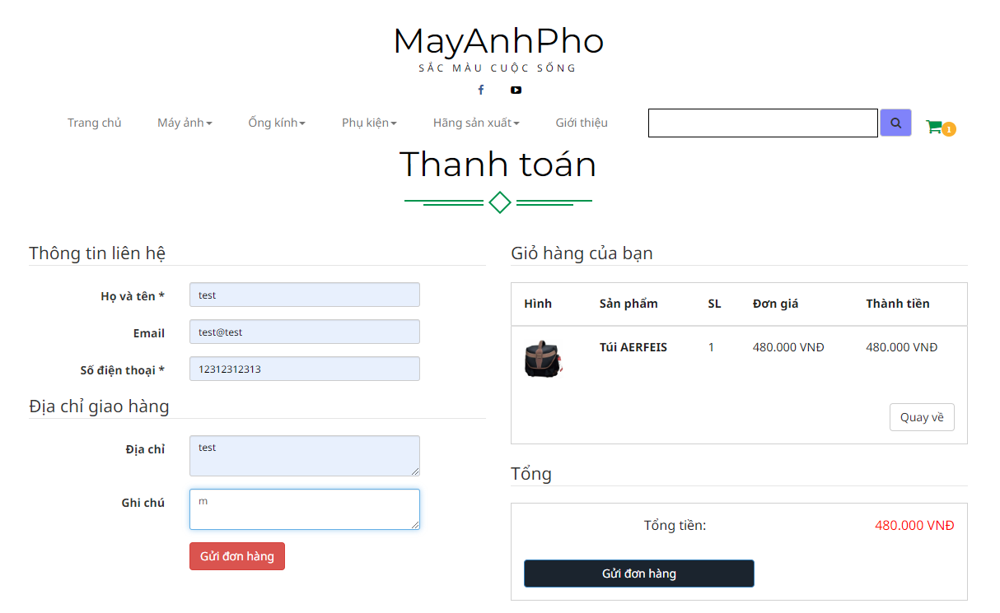 MayAnhPho
SẮC MÀU CUỘC SỐNG
Trang chủ Máy ảnh Ống kính Phụ kiện Hãng sản xuất Giới thiệu 1
Thanh toán
Thông tin liên hệ
Họ và tên * test
Email test@test
Số điện thoại * 12312312313
Địa chỉ giao hàng
Địa chỉ test
Ghi chú m
Gửi đơn hàng
Giỏ hàng của bạn
Hình Sản phẩm SL Đơn giá Thành tiền
Túi AERFEIS 1 480.000 VNĐ 480.000 VNĐ
Quay về
Tổng
Tổng tiền: 480.000 VNĐ
Gửi đơn hàng